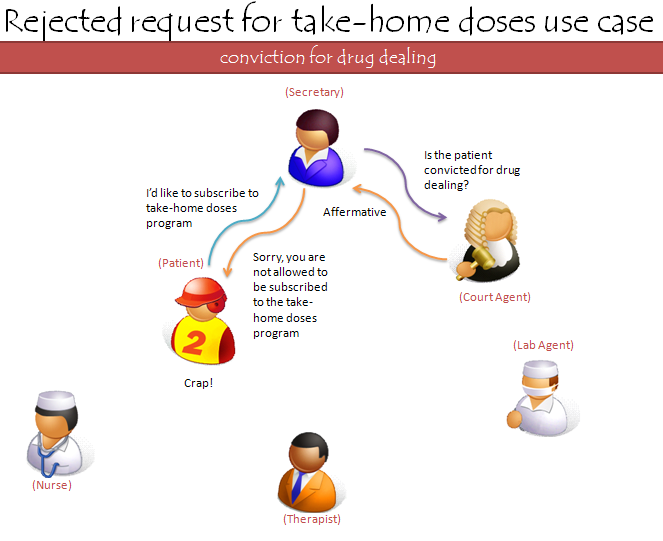 Rejected request for take-home doses use case
conviction for drug dealing
(Secretary)
Is the patient
convicted for drug
dealing?
I'd like to subscribe to
take-home doses
program
Affermative
Sorry, you are
not allowed to
be subscribed
to the take-
home doses
program
(Patient)
2
(Court Agent)
(Lab Agent)
Crap!
(Nurse)
(Therapist)